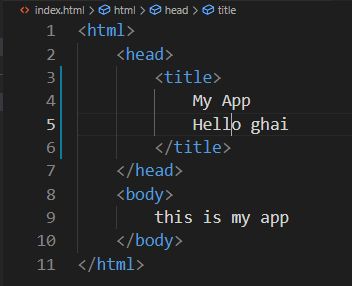 index.html > html > head > title
1 <html>
2 <head>
3 <title>
4 My App
5 Hello ghai
6 </title>
7 </head>
8 <body>
9 this is my app
10 </body>
11 </html>